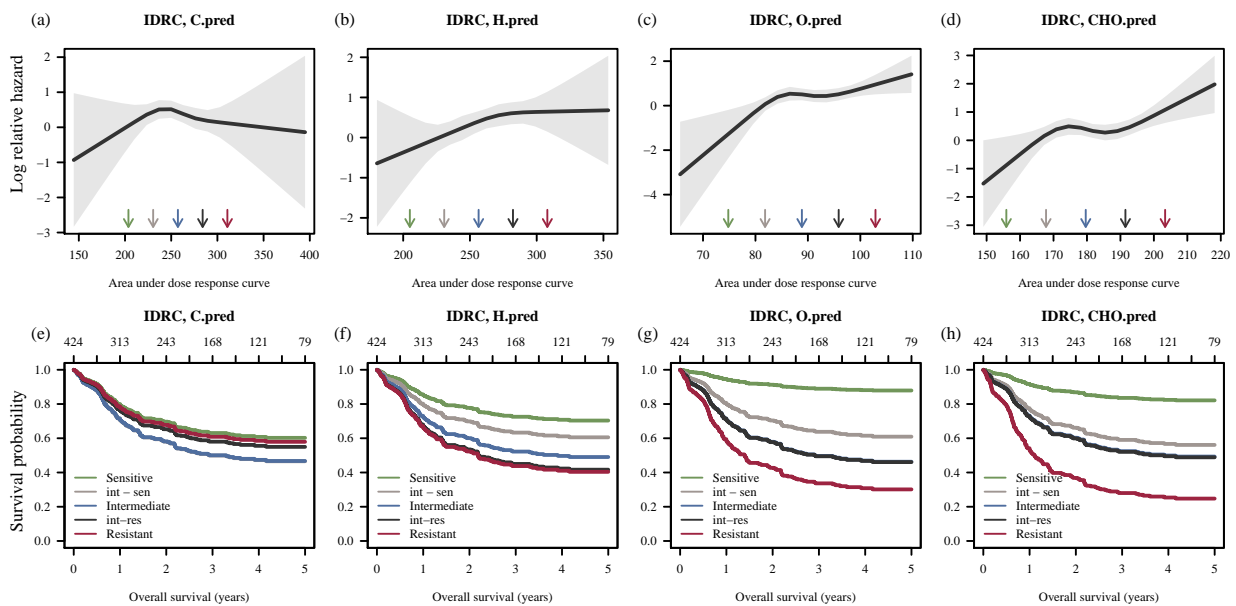 (a) IDRC, C.pred
(b) IDRC, H.pred
(c) IDRC, O.pred
(d) IDRC, CHO.pred
Log relative hazard
2
1
0
−1
−2
−3
150 200 250 300 350 400
Area under dose response curve
2
1
0
−1
−2
200 250 300 350
Area under dose response curve
2
0
−2
−4
70 80 90 100 110
Area under dose response curve
3
2
1
0
−1
−2
−3
149 160 170 180 190 200 210 220
Area under dose response curve
(e) IDRC, C.pred
424 313 243 168 121 79
Survival probability
1.0
0.8
0.6
0.4
0.2
0.0
Sensitive
int − sen
Intermediate
int−res
Resistant
0 1 2 3 4 5
Overall survival (years)
(f) IDRC, H.pred
424 313 243 168 121 79
1.0
0.8
0.6
0.4
0.2
0.0
Sensitive
int − sen
Intermediate
int−res
Resistant
0 1 2 3 4 5
Overall survival (years)
(g) IDRC, O.pred
424 313 243 168 121 79
1.0
0.8
0.6
0.4
0.2
0.0
Sensitive
int − sen
Intermediate
int−res
Resistant
0 1 2 3 4 5
Overall survival (years)
(h) IDRC, CHO.pred
424 313 243 168 121 79
1.0
0.8
0.6
0.4
0.2
0.0
Sensitive
int − sen
Intermediate
int−res
Resistant
0 1 2 3 4 5
Overall survival (years)